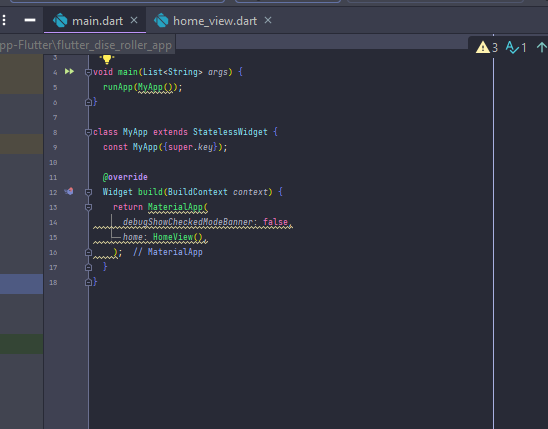 main.dart
home_view.dart
pp-Flutter\flutter_dise_roller_app
3
1
3
4 void main(List<String> args) {
5 runApp(MyApp());
6 }
7
8 class MyApp extends StatelessWidget {
9 const MyApp({super.key});
10
11 @override
12 Widget build(BuildContext context) {
13 return MaterialApp(
14 debugShowCheckedModeBanner: false,
15 home: HomeView(),
16 ); // MaterialApp
17 }
18 }